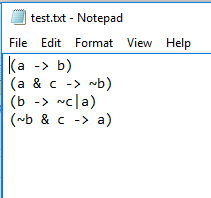 test.txt - Notepad
File Edit Format View Help
(a -> b)
(a & c -> ~b)
(b -> ~c|a)
(~b & c -> a)